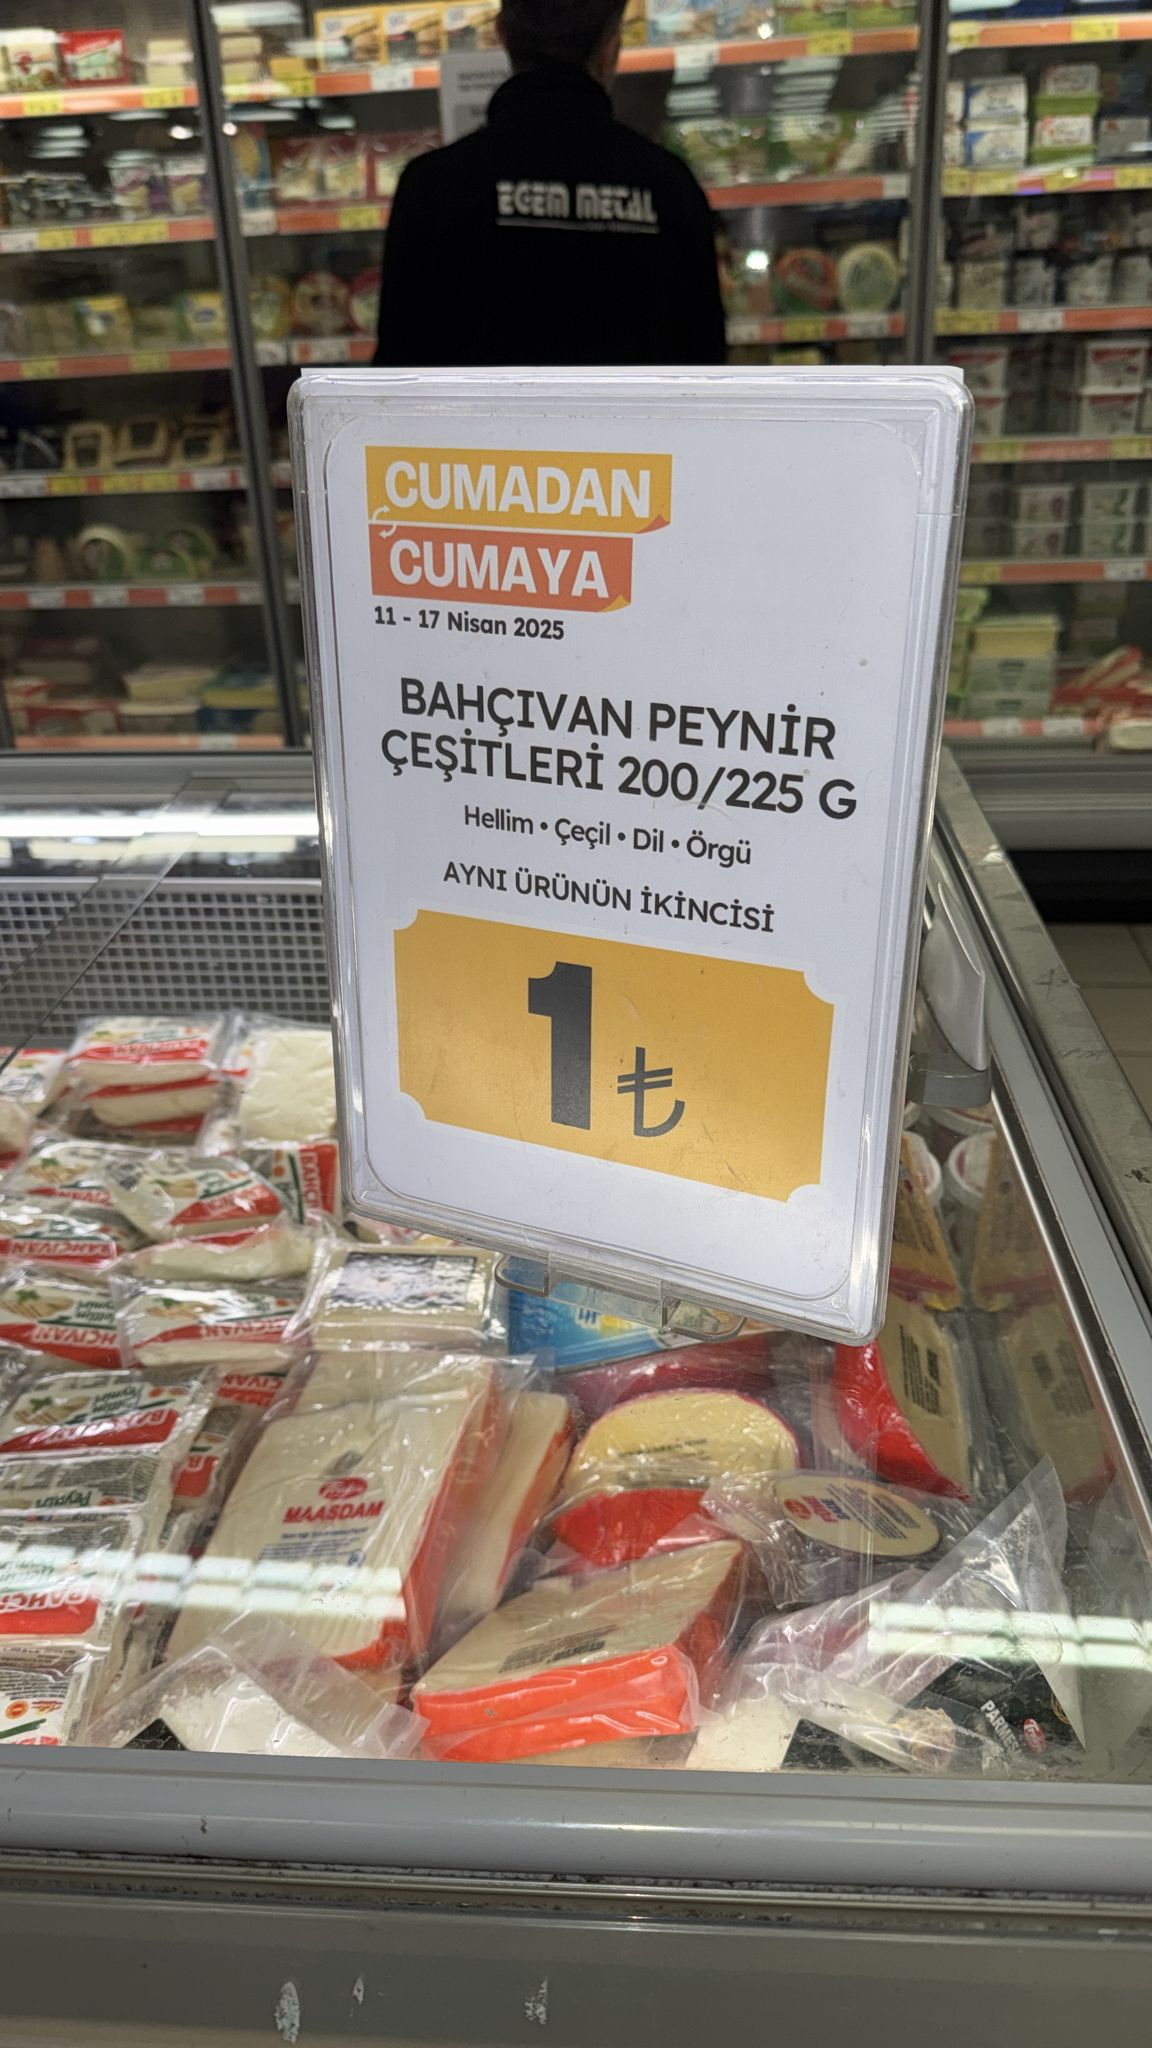 EGEM METAL
CUMADAN
CUMAYA
11 - 17 Nisan 2025
BAHÇIVAN PEYNİR
ÇEŞİTLERİ 200/225 G
Hellim • Çeçil • Dil • Örgü
AYNI ÜRÜNÜN İKİNCİSİ
1 ₺
BAHÇIVAN
MAASDAM